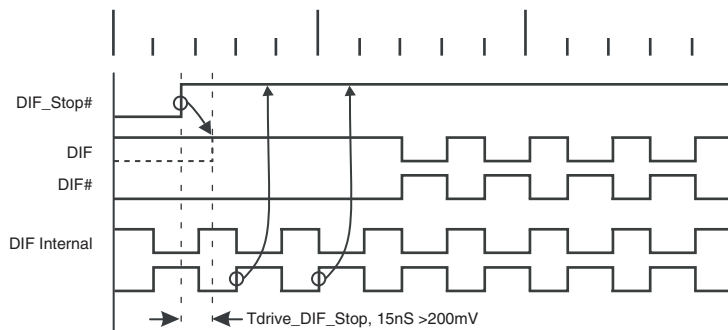 DIF_Stop#
DIF
DIF#
DIF Internal
Tdrive_DIF_Stop, 15nS >200mV